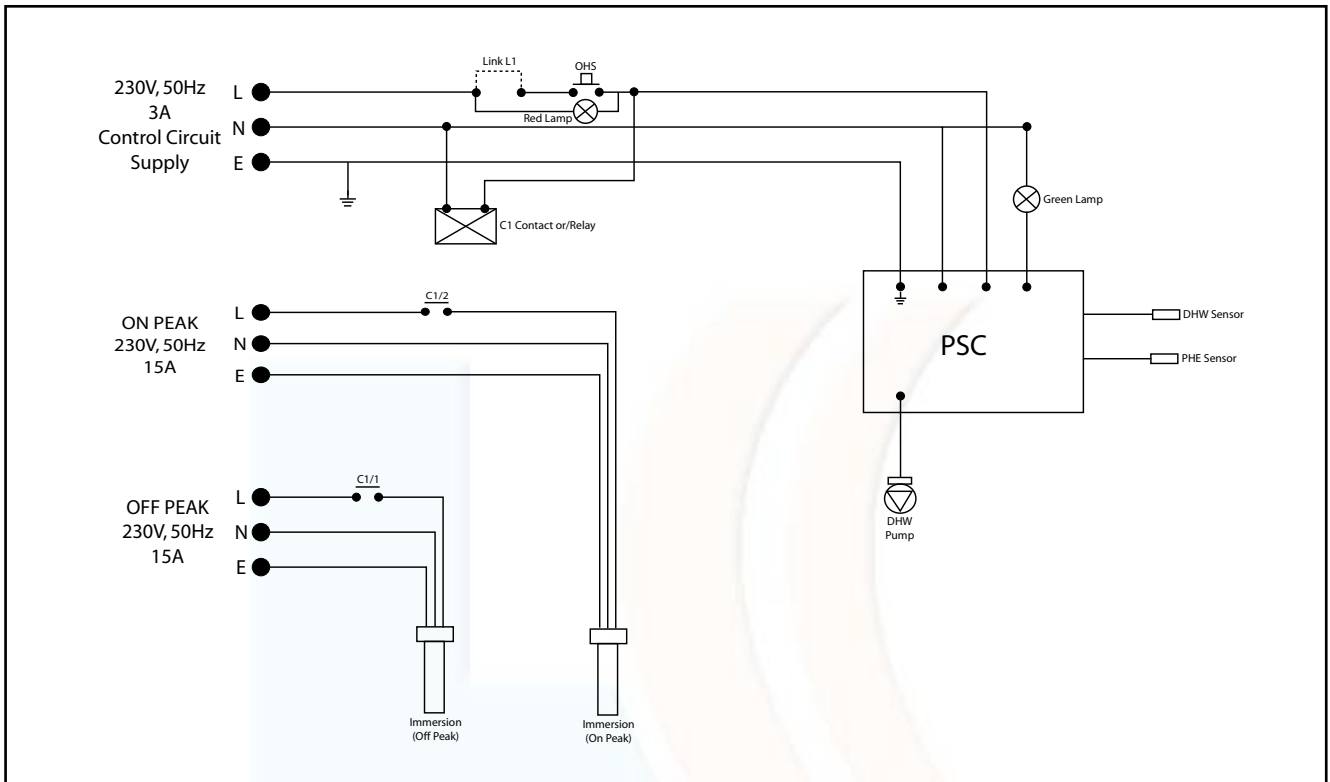 Link L1
OHS
230V, 50Hz
3A
Control Circuit
Supply
L
N
E
Red Lamp
C1 Contact or/Relay
Green Lamp
ON PEAK
230V, 50Hz
15A
L
N
E
C1/2
PSC
DHW Sensor
PHE Sensor
DHW
Pump
OFF PEAK
230V, 50Hz
15A
L
N
E
C1/1
Immersion
(Off Peak)
Immersion
(On Peak)